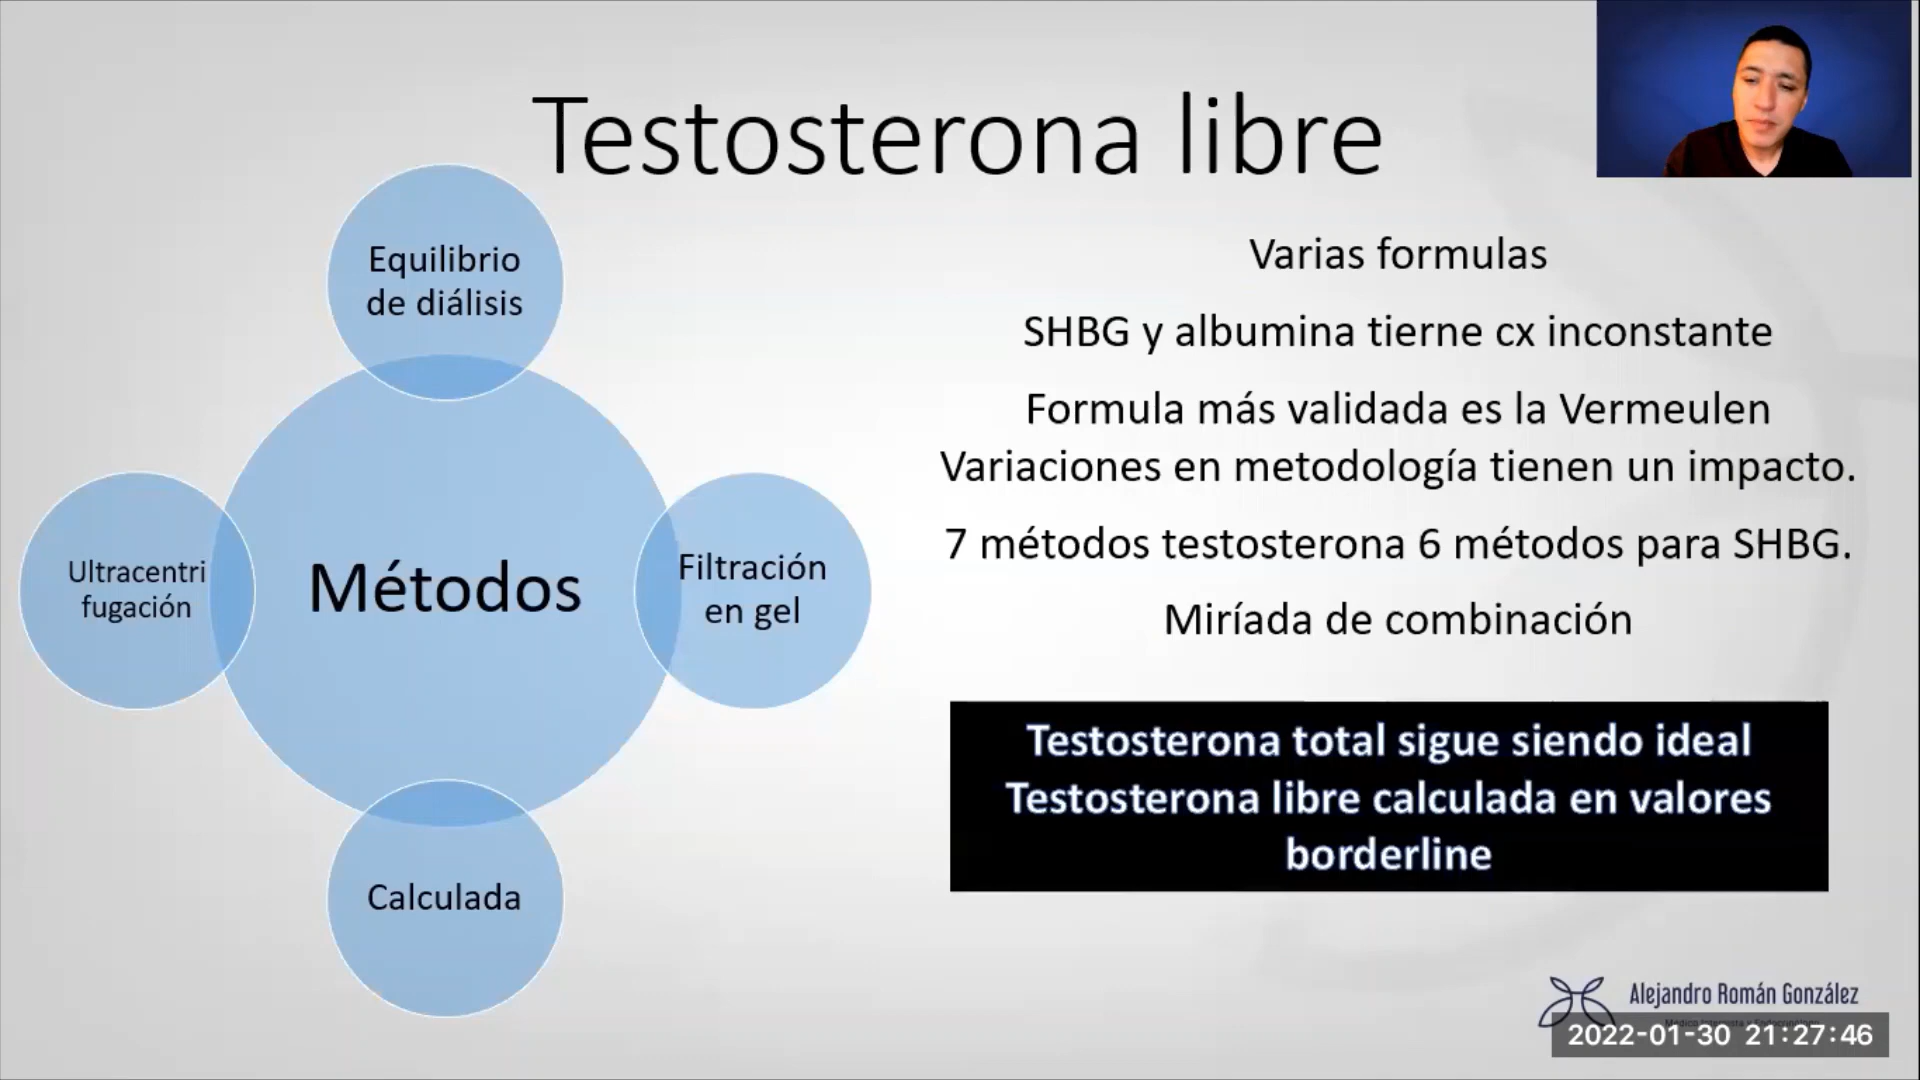 Testosterona libre
Equilibrio
de diálisis
Ultracentri
fugación
Métodos
Filtración
en gel
Calculada
Varias formulas
SHBG y albumina tierne cx inconstante
Formula más validada es la Vermeulen
Variaciones en metodología tienen un impacto.
7 métodos testosterona 6 métodos para SHBG.
Miríada de combinación
Testosterona total sigue siendo ideal
Testosterona libre calculada en valores
borderline
Alejandro Román González
2022-01-30 21:27:46